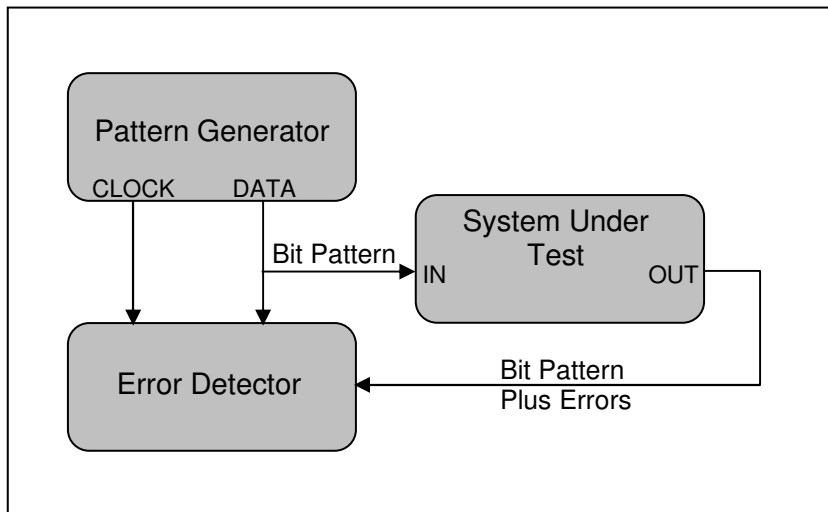 Pattern Generator
CLOCK
DATA
System Under
Test
Bit Pattern
IN
OUT
Error Detector
Bit Pattern
Plus Errors